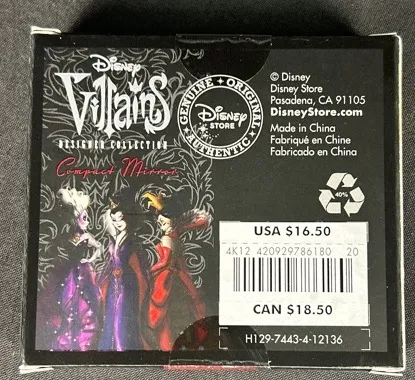 Disney
Villains
DESIGNER COLLECTION
Compact Mirror
GENUINE • ORIGINAL • AUTHENTIC •
Disney
STORE
© Disney
Disney Store
Pasadena, CA 91105
DisneyStore.com
Made in China
Fabriqué en Chine
Fabricado en China
40%
USA $16.50
4K12 420929786180 20
CAN $18.50
H129-7443-4-12136